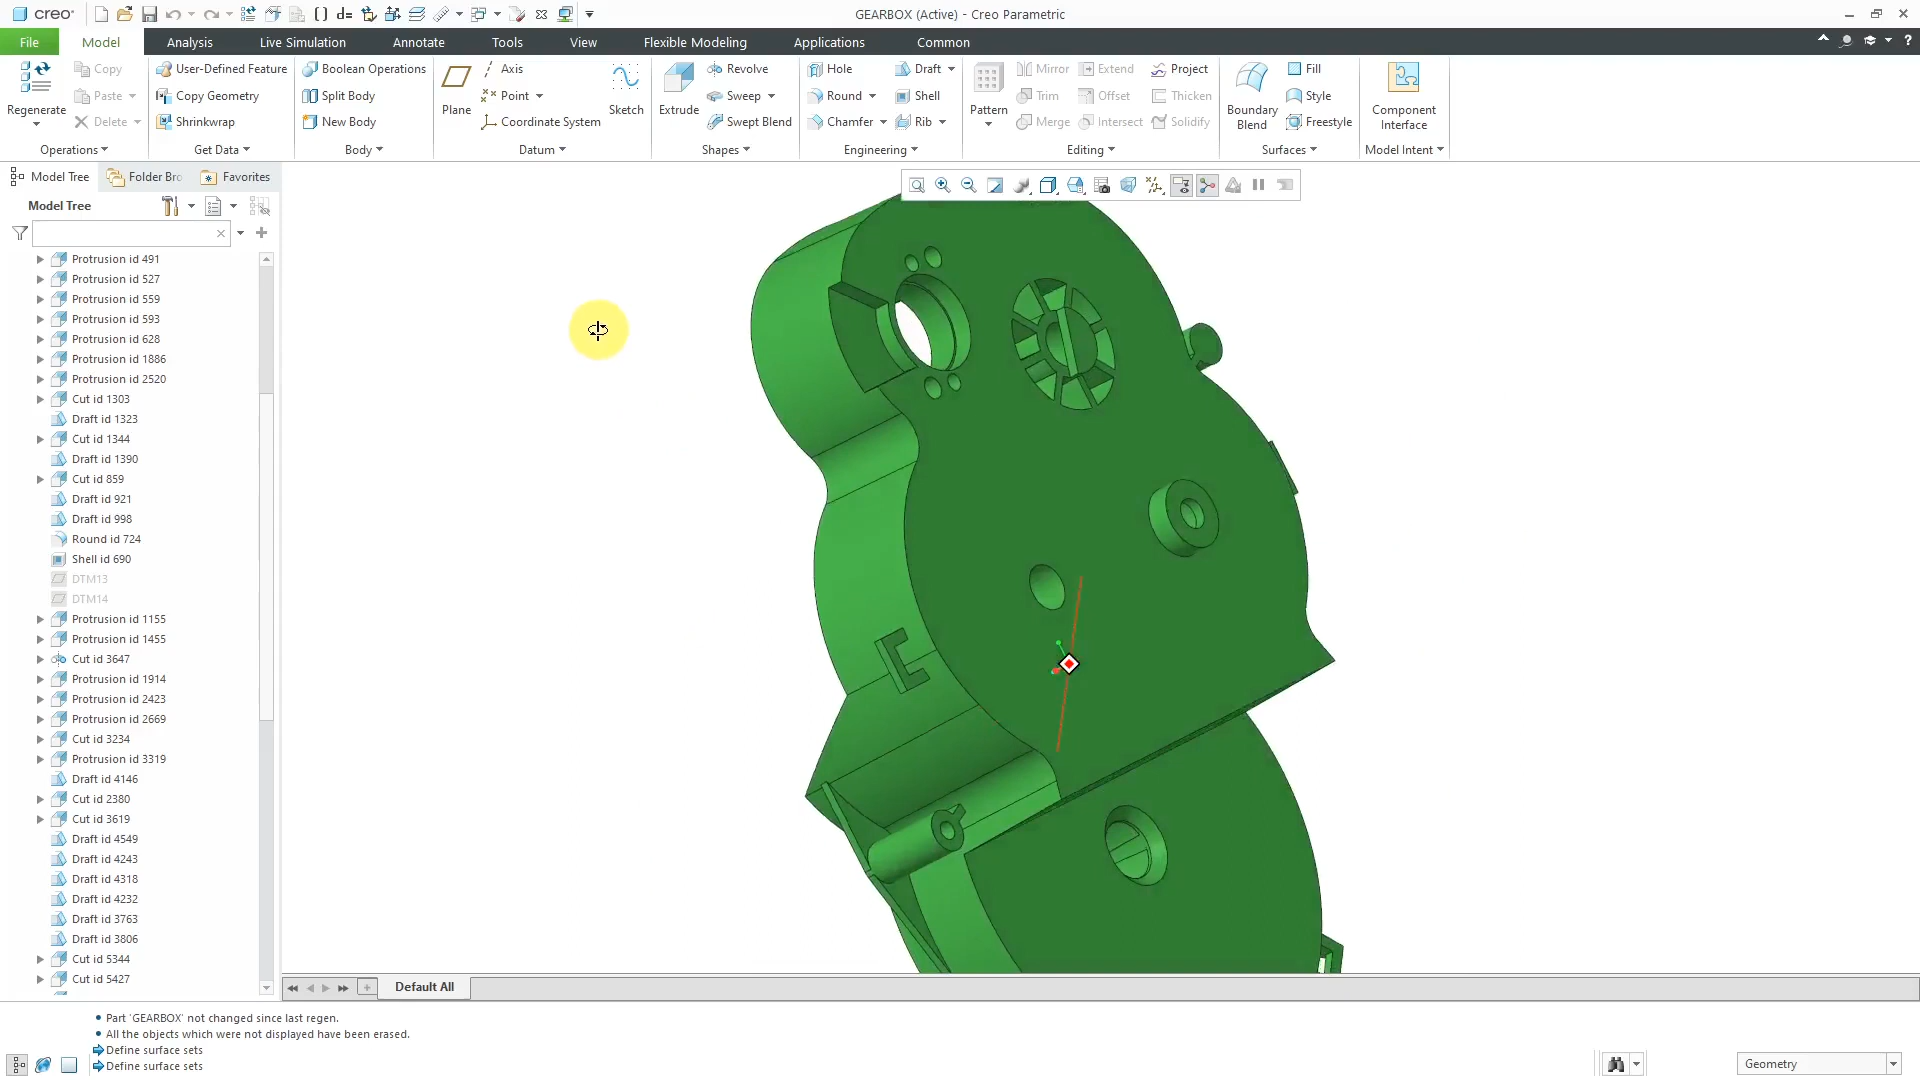 creo
GEARBOX (Active) - Creo Parametric
File
Model
Analysis
Live Simulation
Annotate
Tools
View
Flexible Modeling
Applications
Common
Regenerate
Copy
Paste
Delete
Operations
User-Defined Feature
Copy Geometry
Shrinkwrap
Get Data
Boolean Operations
Split Body
New Body
Body
Plane
Axis
Point
Coordinate System
Sketch
Datum
Extrude
Revolve
Sweep
Swept Blend
Shapes
Hole
Round
Chamfer
Draft
Shell
Rib
Engineering
Pattern
Mirror
Trim
Merge
Extend
Offset
Intersect
Project
Thicken
Solidify
Editing
Boundary
Blend
Fill
Style
Freestyle
Surfaces
Component
Interface
Model Intent
Model Tree
Folder Bro
Favorites
Model Tree
Protrusion id 491
Protrusion id 527
Protrusion id 559
Protrusion id 593
Protrusion id 628
Protrusion id 1886
Protrusion id 2520
Cut id 1303
Draft id 1323
Cut id 1344
Draft id 1390
Cut id 859
Draft id 921
Draft id 998
Round id 724
Shell id 690
DTM13
DTM14
Protrusion id 1155
Protrusion id 1455
Cut id 3647
Protrusion id 1914
Protrusion id 2423
Protrusion id 2669
Cut id 3234
Protrusion id 3319
Draft id 4146
Cut id 2380
Cut id 3619
Draft id 4549
Draft id 4243
Draft id 4318
Draft id 4232
Draft id 3763
Draft id 3806
Cut id 5344
Cut id 5427
Default All
Part 'GEARBOX' not changed since last regen.
All the objects which were not displayed have been erased.
Define surface sets
Define surface sets
Geometry